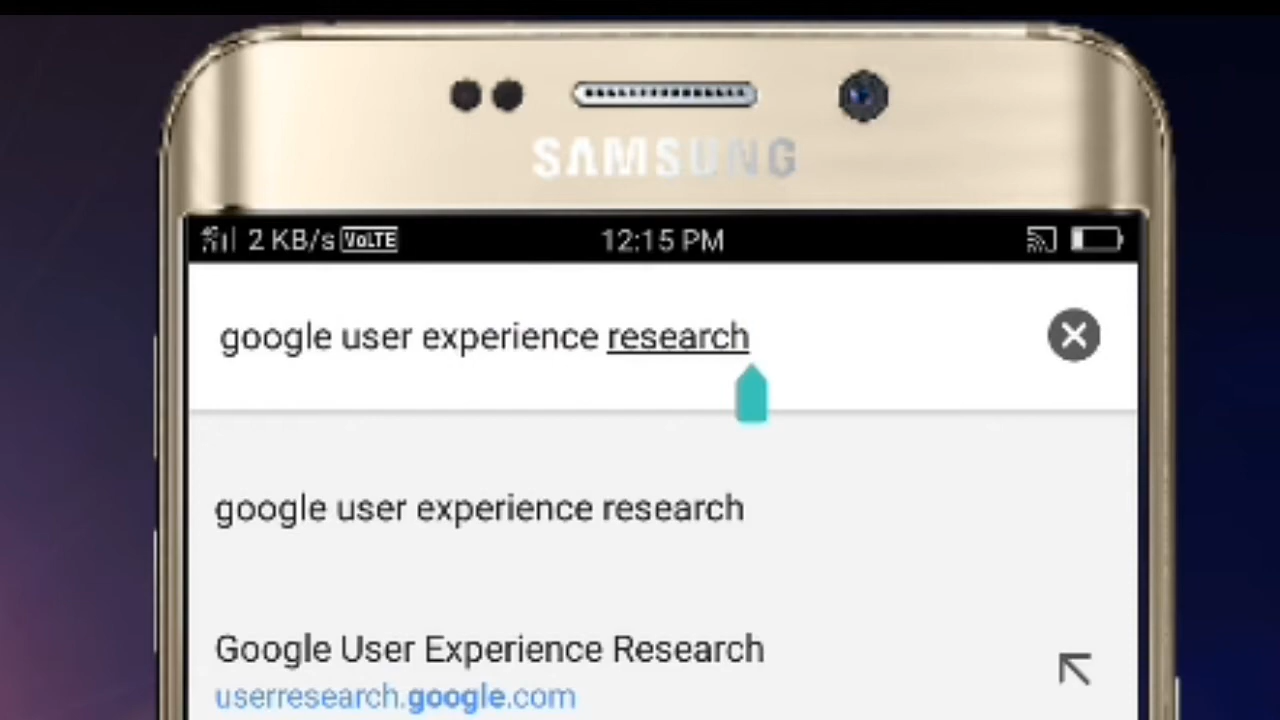 SAMSUNG
4G 2 KB/s VoLTE 12:15 PM
google user experience research
google user experience research
Google User Experience Research
userresearch.google.com